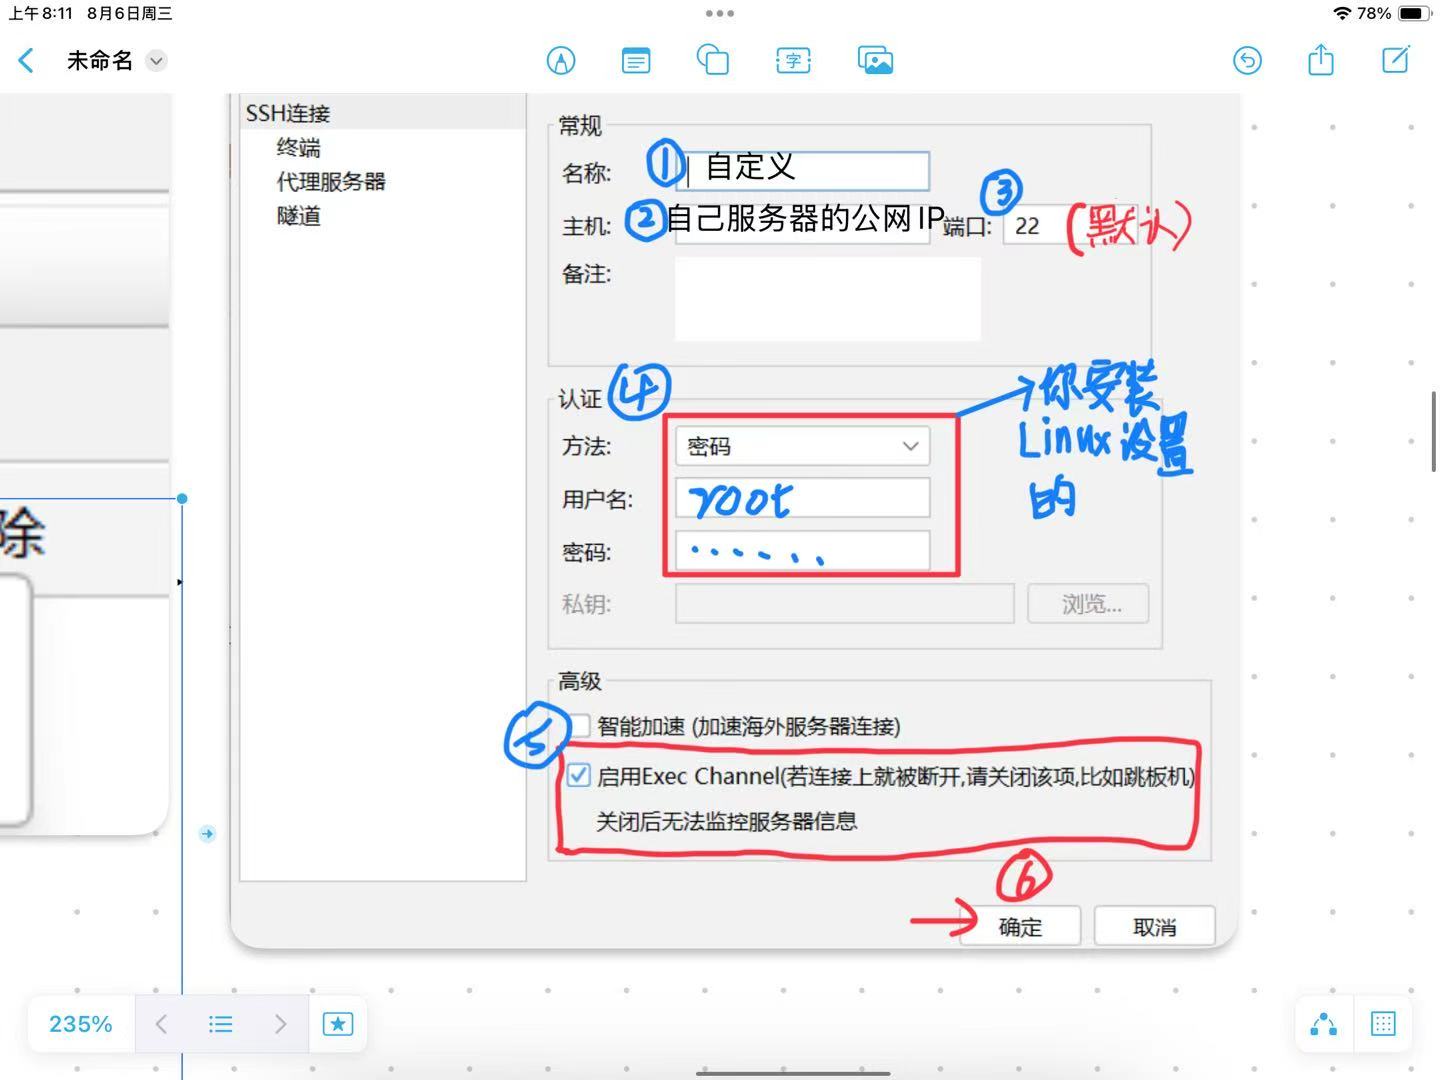 上午8:11 8月6日周三
78%
未命名
字
SSH连接
终端
代理服务器
隧道
除
常规
名称: ① 自定义
主机: ② 自己服务器的公网IP 端口: ③ 22 (默认)
备注:
认证 ④
方法: 密码
用户名: root
密码: ······
私钥: 浏览...
你安装
Linux设置
的
高级
⑤ 智能加速 (加速海外服务器连接)
启用Exec Channel(若连接上就被断开,请关闭该项,比如跳板机)
关闭后无法监控服务器信息
⑥
确定 取消
235%